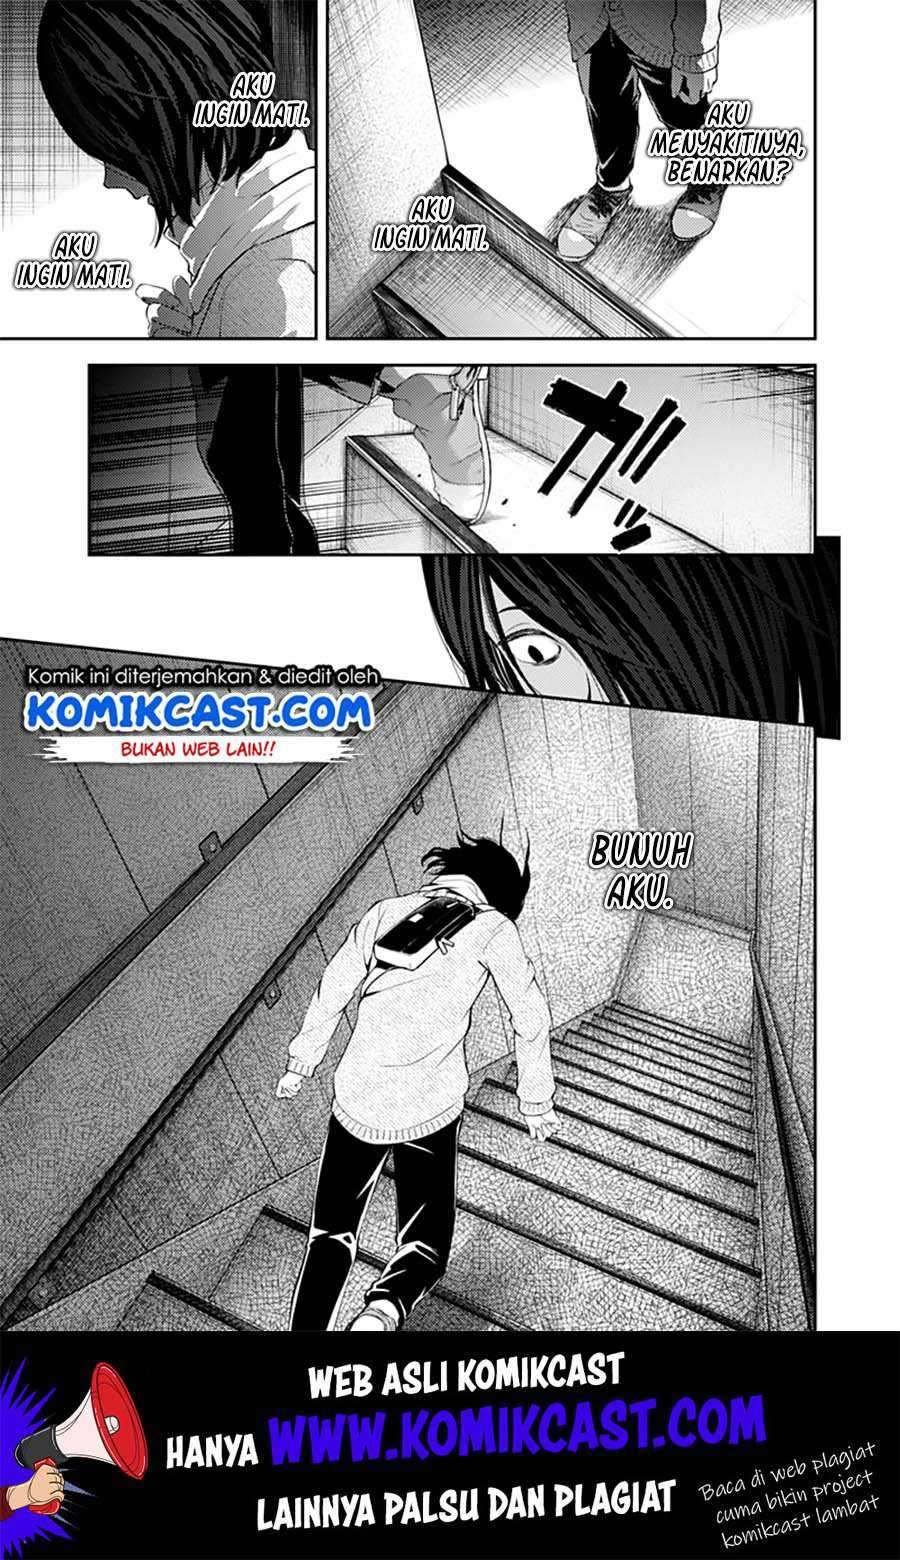 AKU
MENYAKITINYA,
BENARKAN?
AKU
INGIN MATI.
AKU
INGIN MATI.
AKU
INGIN MATI.
ガッ
Komik ini diterjemahkan & diedit oleh
KOMIKCAST.COM
BUKAN WEB LAIN!!
BUNUH
AKU.
WEB ASLI KOMIKCAST
HANYA WWW.KOMIKCAST.COM
LAINNYA PALSU DAN PLAGIAT
Baca di web plagiat
cuma bikin project
komikcast lambat